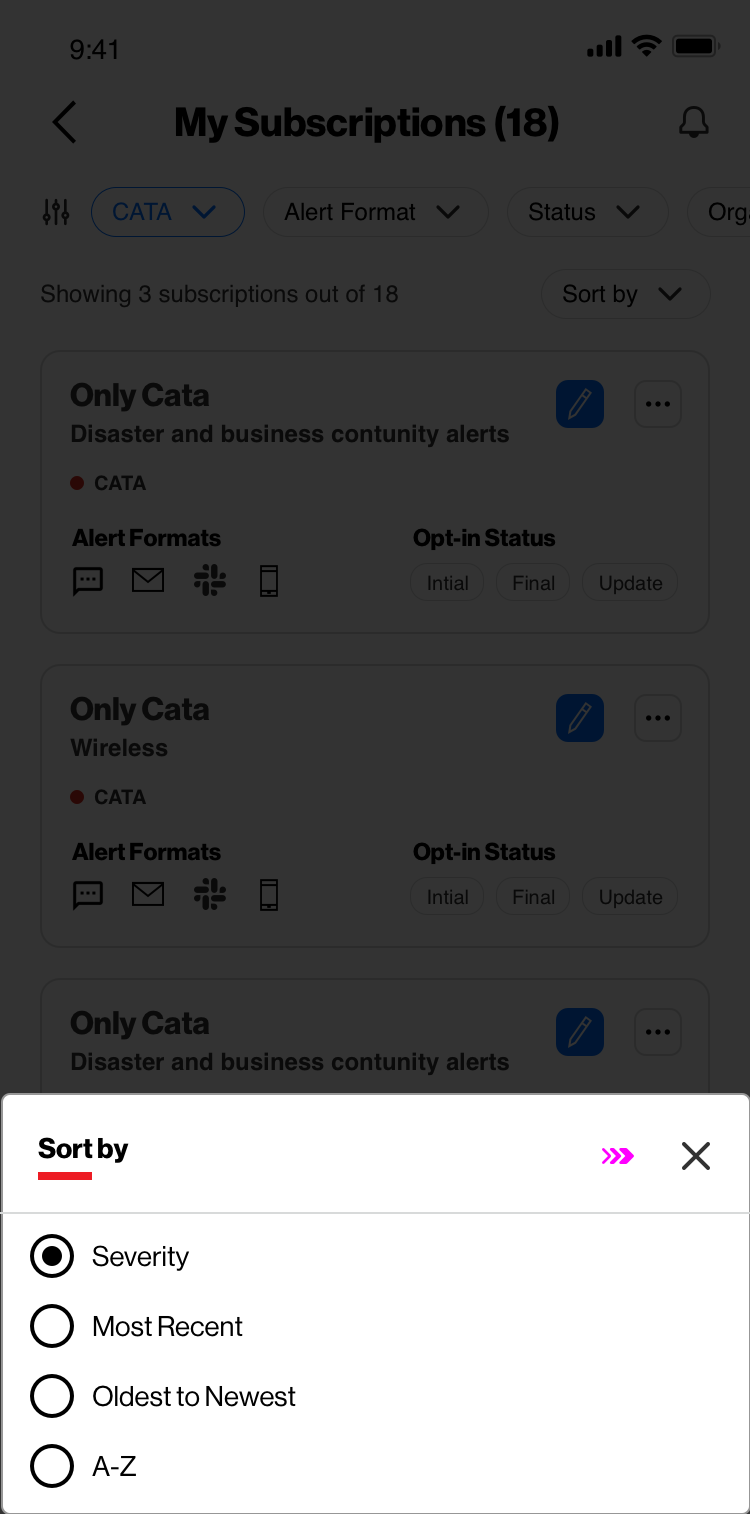 9:41
My Subscriptions (18)
CATA
Alert Format
Status
Orga
Showing 3 subscriptions out of 18
Sort by
Only Cata
Disaster and business contunity alerts
CATA
Alert Formats
Opt-in Status
Intial
Final
Update
Only Cata
Wireless
CATA
Alert Formats
Opt-in Status
Intial
Final
Update
Only Cata
Disaster and business contunity alerts
Sort by
Severity
Most Recent
Oldest to Newest
A-Z